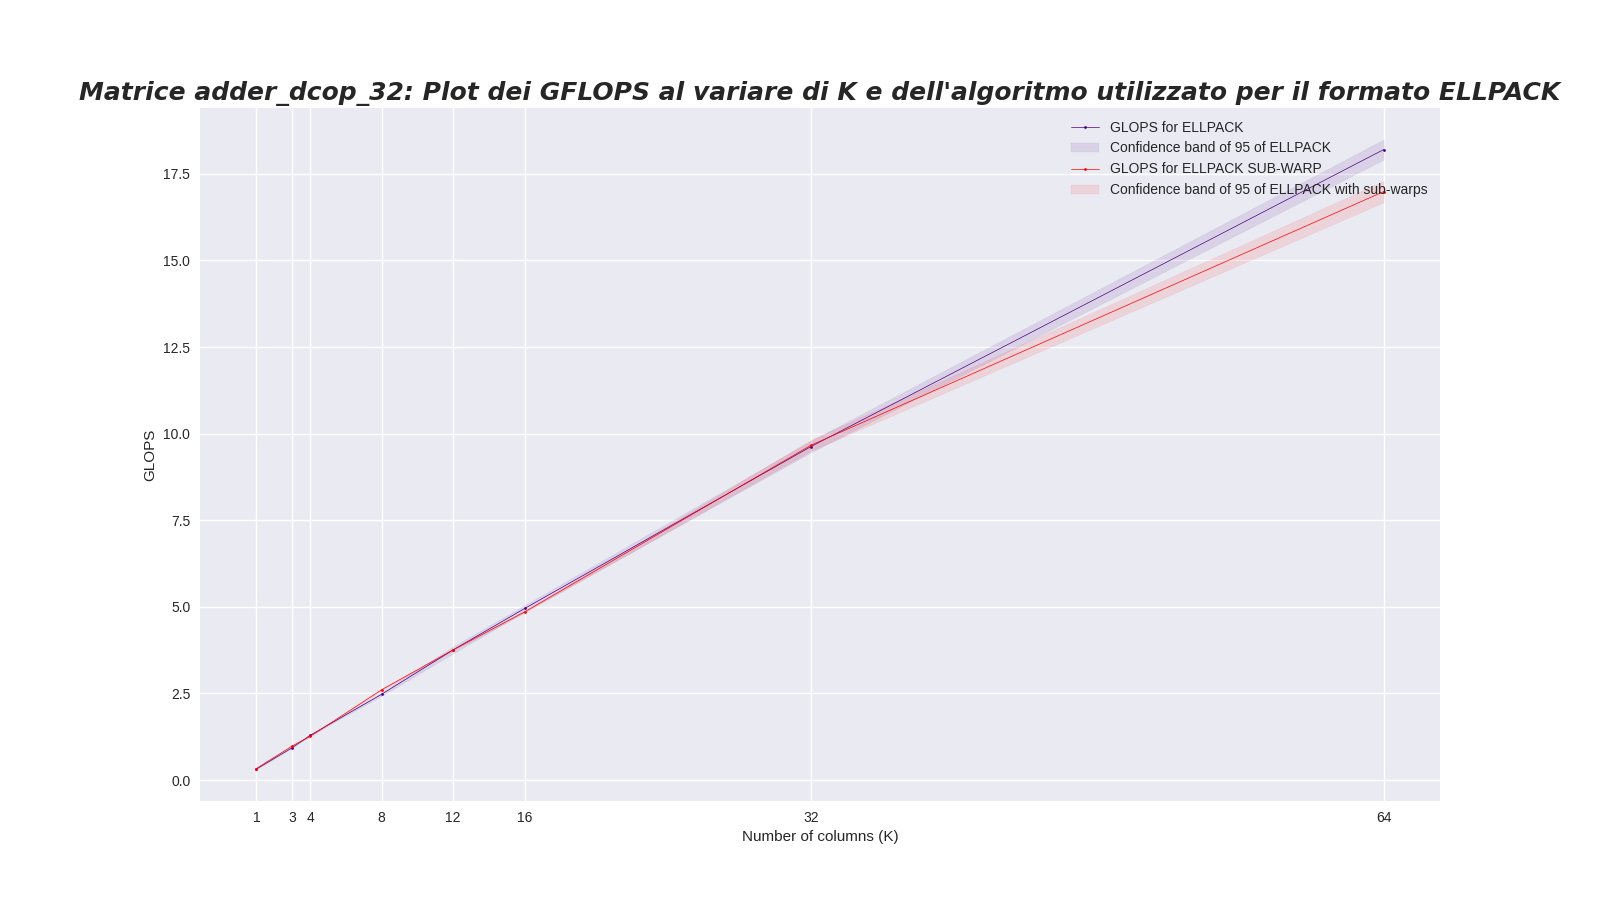 Matrice adder_dcop_32: Plot dei GFLOPS al variare di K e dell'algoritmo utilizzato per il formato ELLPACK
GLOPS for ELLPACK
Confidence band of 95 of ELLPACK
GLOPS for ELLPACK SUB-WARP
Confidence band of 95 of ELLPACK with sub-warps
17.5
15.0
12.5
10.0
7.5
5.0
2.5
0.0
GLOPS
1 3 4 8 12 16 32 64
Number of columns (K)